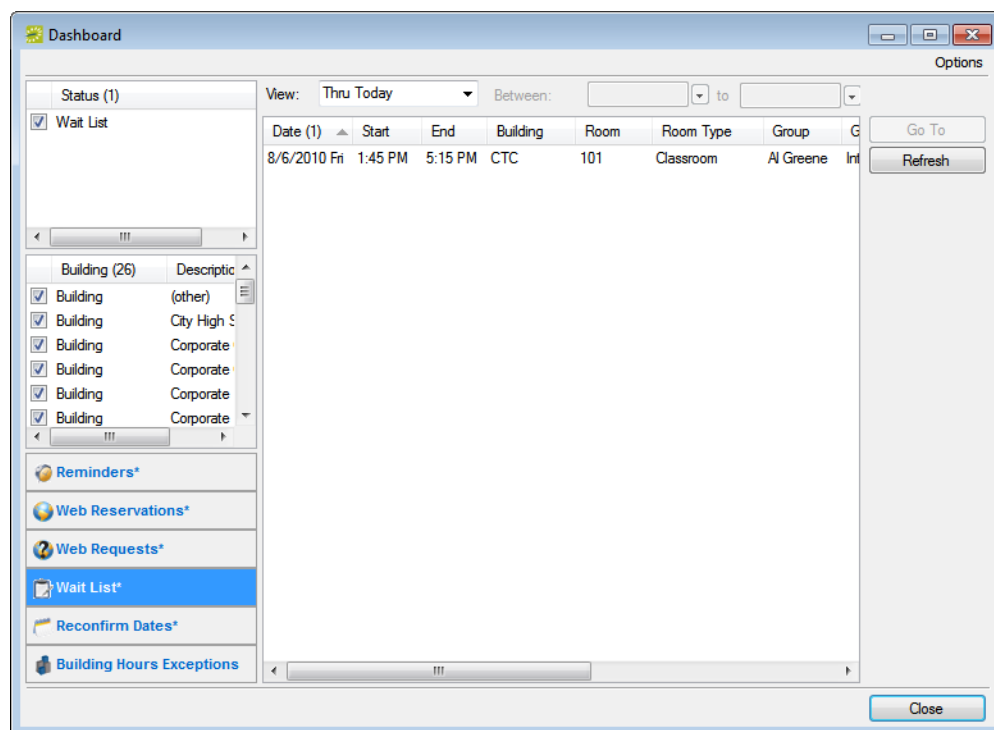 Dashboard
Options
Status (1)
Wait List
View: Thru Today Between: to
Date (1) Start End Building Room Room Type Group G
8/6/2010 Fri 1:45 PM 5:15 PM CTC 101 Classroom Al Greene Int
Go To
Refresh
Building (26) Descriptic
Building (other)
Building City High S
Building Corporate
Building Corporate
Building Corporate
Building Corporate
Reminders*
Web Reservations*
Web Requests*
Wait List*
Reconfirm Dates*
Building Hours Exceptions
Close